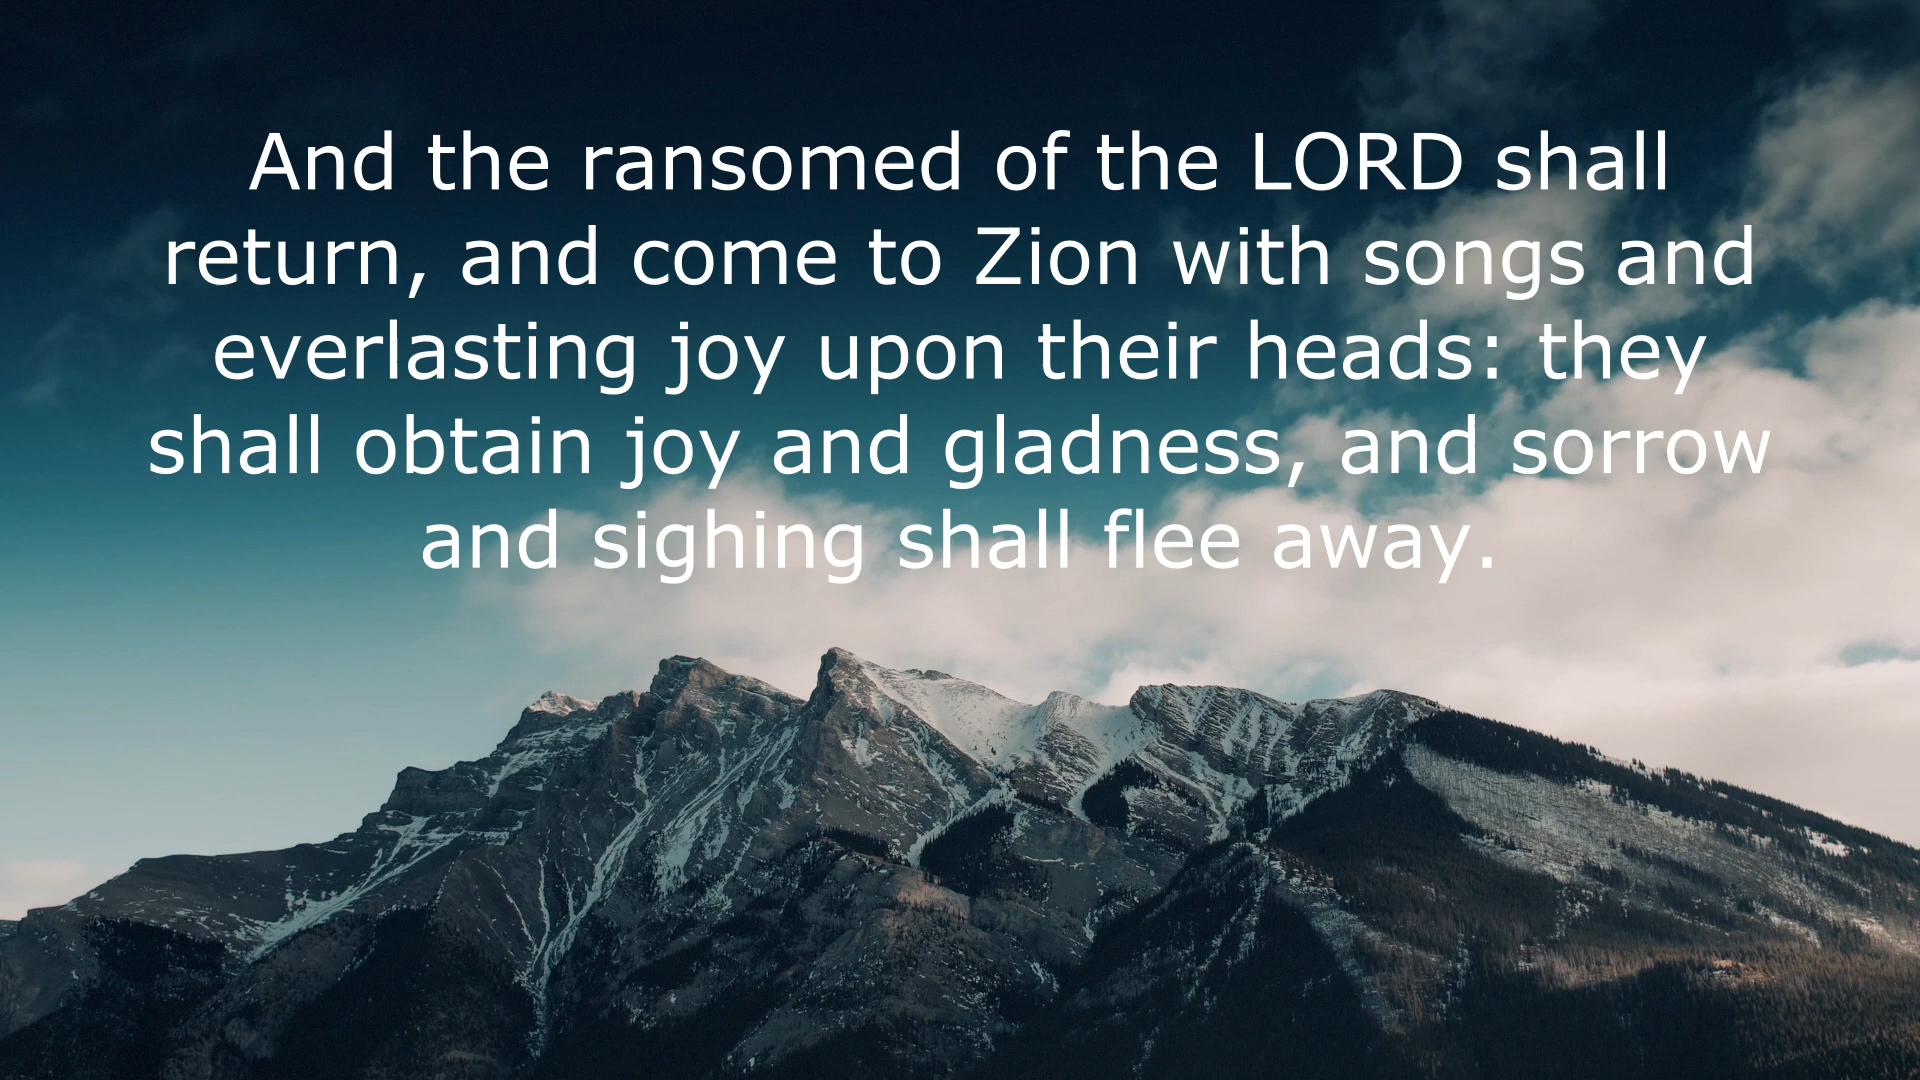 And the ransomed of the LORD shall
return, and come to Zion with songs and
everlasting joy upon their heads: they
shall obtain joy and gladness, and sorrow
and sighing shall flee away.